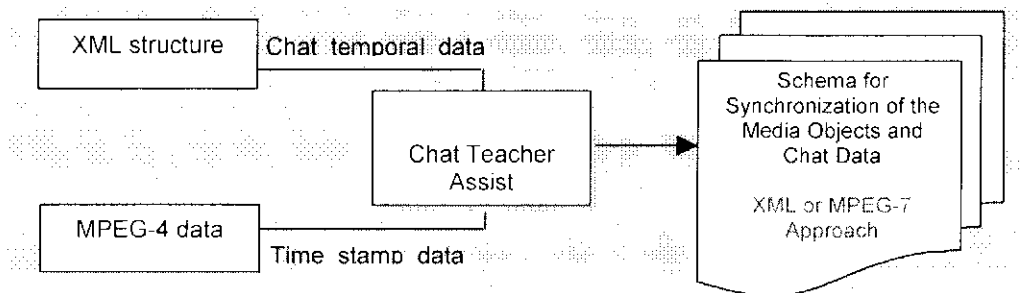 XML structure
Chat temporal data
Chat Teacher
Assist
MPEG-4 data
Time stamp data
Schema for
Synchronization of the
Media Objects and
Chat Data
XML or MPEG-7
Approach